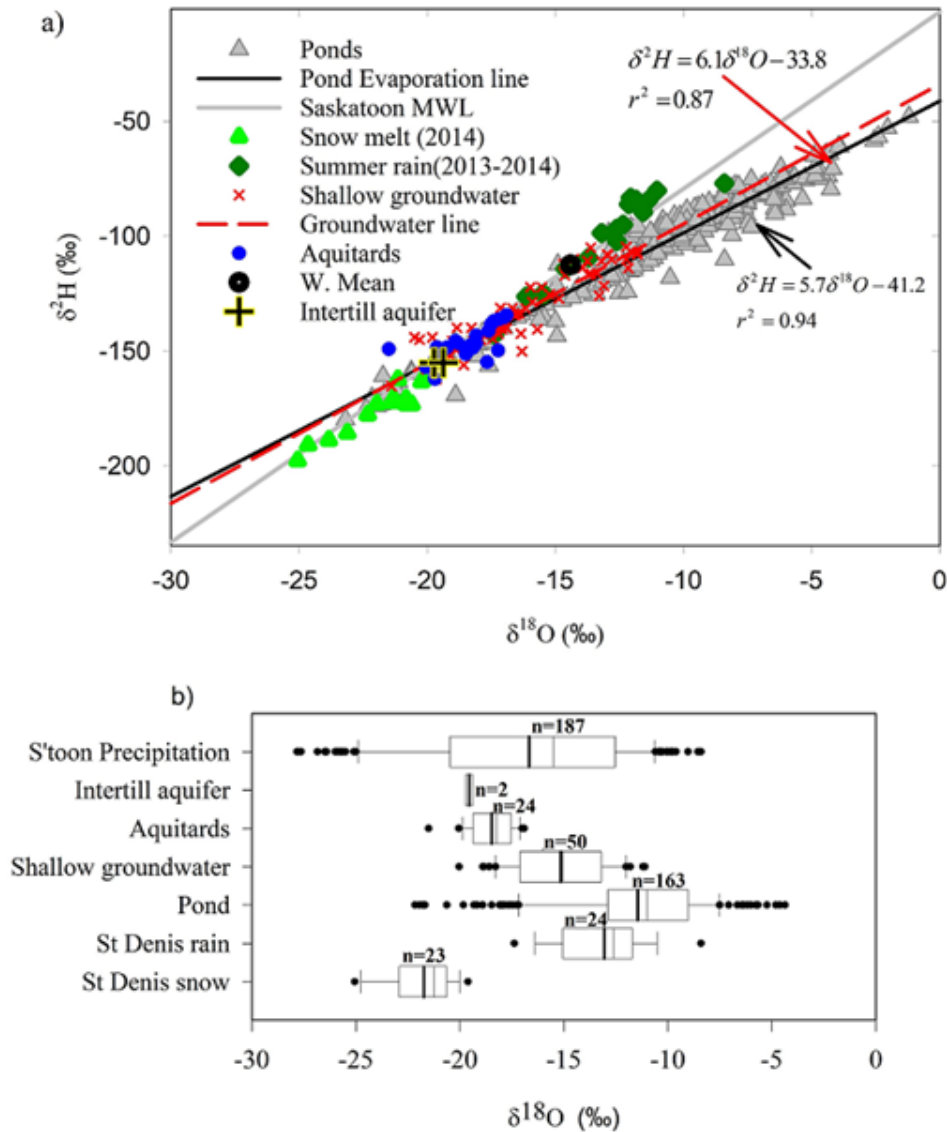 a)
Ponds
Pond Evaporation line
Saskatoon MWL
Snow melt (2014)
Summer rain(2013-2014)
Shallow groundwater
Groundwater line
Aquitards
W. Mean
Intertill aquifer
δ²H=6.1δ¹⁸O−33.8
r²=0.87
δ²H=5.7δ¹⁸O−41.2
r²=0.94
-50
-100
-150
-200
δ²H (‰)
-30 -25 -20 -15 -10 -5 0
δ¹⁸O (‰)
b)
S'toon Precipitation
n=187
Intertill aquifer
n=2
Aquitards
n=24
Shallow groundwater
n=50
Pond
n=163
St Denis rain
n=24
St Denis snow
n=23
-30 -25 -20 -15 -10 -5 0
δ¹⁸O (‰)